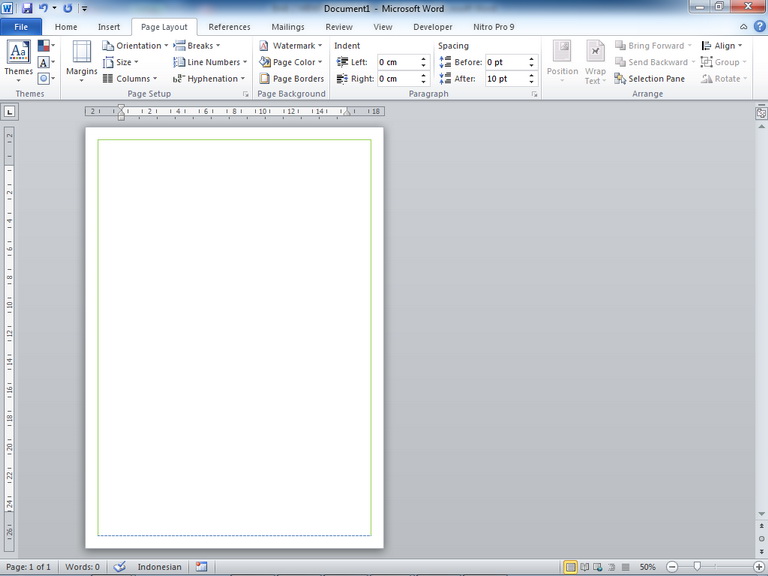 Document1 - Microsoft Word
File Home Insert Page Layout References Mailings Review View Developer Nitro Pro 9
Orientation Breaks Watermark Indent Spacing Bring Forward Align
Themes Margins Size Line Numbers Page Color Left: 0 cm Before: 0 pt Position Wrap Text Send Backward Group
Columns Hyphenation Page Borders Right: 0 cm After: 10 pt Selection Pane Rotate
Themes Page Setup Page Background Paragraph Arrange
2 2 4 6 8 10 12 14 18
2
2
4
6
8
10
12
14
16
18
20
22
24
26
Page: 1 of 1 Words: 0 Indonesian 50%